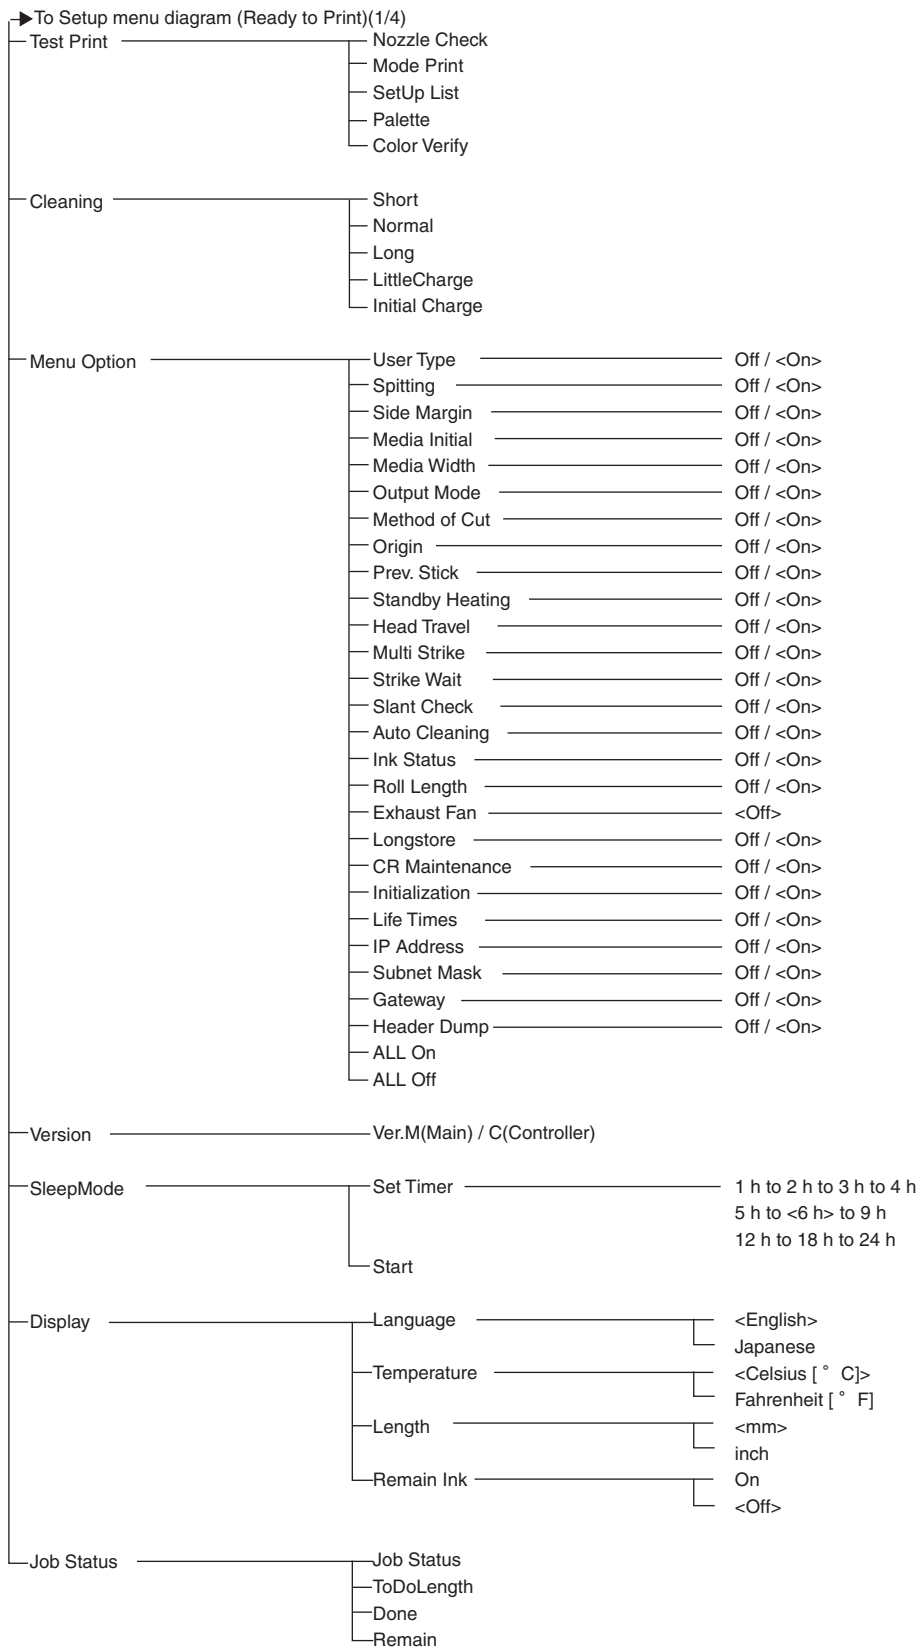 To Setup menu diagram (Ready to Print)(1/4)
Test Print Nozzle Check
Mode Print
SetUp List
Palette
Color Verify
Cleaning Short
Normal
Long
LittleCharge
Initial Charge
Menu Option User Type Off / <On>
Spitting Off / <On>
Side Margin Off / <On>
Media Initial Off / <On>
Media Width Off / <On>
Output Mode Off / <On>
Method of Cut Off / <On>
Origin Off / <On>
Prev. Stick Off / <On>
Standby Heating Off / <On>
Head Travel Off / <On>
Multi Strike Off / <On>
Strike Wait Off / <On>
Slant Check Off / <On>
Auto Cleaning Off / <On>
Ink Status Off / <On>
Roll Length Off / <On>
Exhaust Fan <Off>
Longstore Off / <On>
CR Maintenance Off / <On>
Initialization Off / <On>
Life Times Off / <On>
IP Address Off / <On>
Subnet Mask Off / <On>
Gateway Off / <On>
Header Dump Off / <On>
ALL On
ALL Off
Version Ver.M(Main) / C(Controller)
SleepMode Set Timer 1 h to 2 h to 3 h to 4 h
5 h to <6 h> to 9 h
12 h to 18 h to 24 h
Start
Display Language <English>
Japanese
Temperature <Celsius [ ° C]>
Fahrenheit [ ° F]
Length <mm>
inch
Remain Ink On
<Off>
Job Status Job Status
ToDoLength
Done
Remain